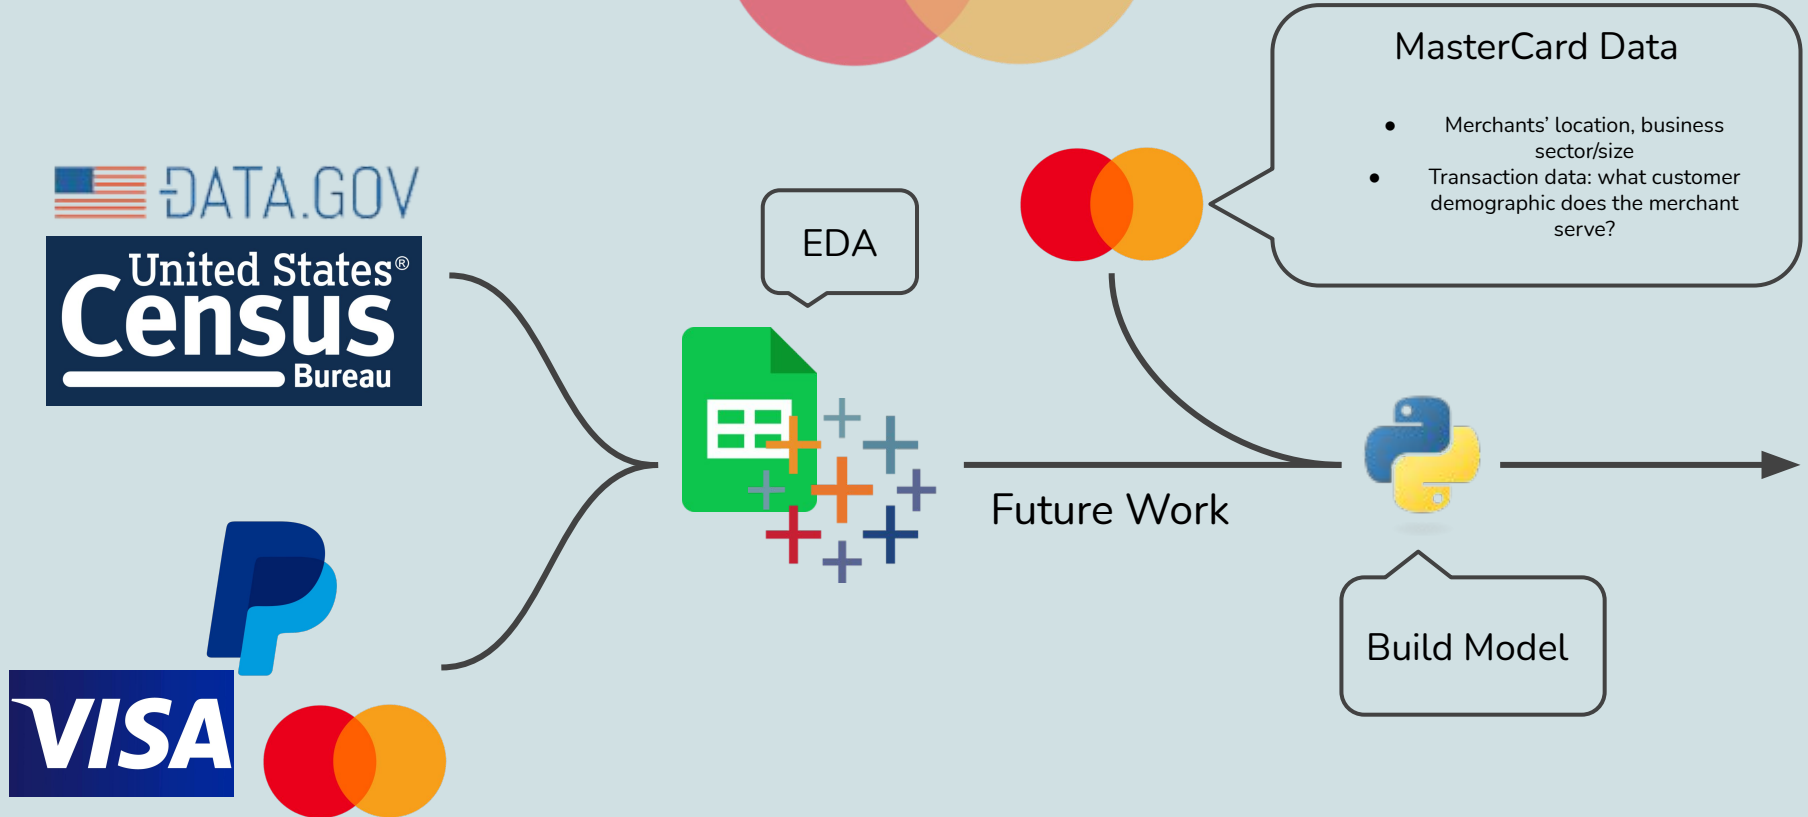 MasterCard Data
● Merchants’ location, business
sector/size
● Transaction data: what customer
demographic does the merchant
serve?
DATA.GOV
United States®
Census
Bureau
EDA
Future Work
Build Model
VISA